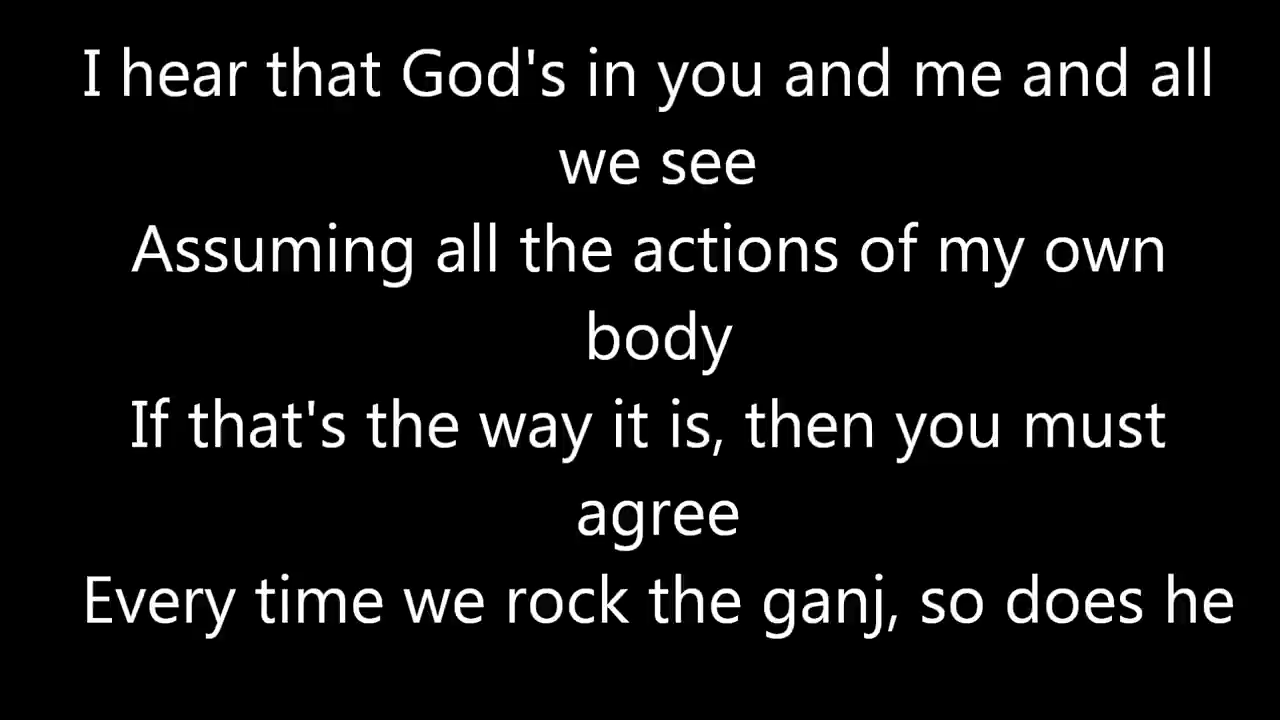 I hear that God's in you and me and all
we see
Assuming all the actions of my own
body
If that's the way it is, then you must
agree
Every time we rock the ganj, so does he